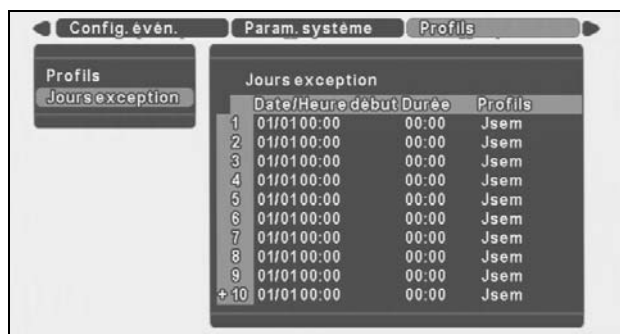 Config. évén. Param. système Profils
Profils
Jours exception
Jours exception
Date/Heure début Durée Profils
1 01/01 00:00 00:00 Jsem
2 01/01 00:00 00:00 Jsem
3 01/01 00:00 00:00 Jsem
4 01/01 00:00 00:00 Jsem
5 01/01 00:00 00:00 Jsem
6 01/01 00:00 00:00 Jsem
7 01/01 00:00 00:00 Jsem
8 01/01 00:00 00:00 Jsem
9 01/01 00:00 00:00 Jsem
+ 10 01/01 00:00 00:00 Jsem